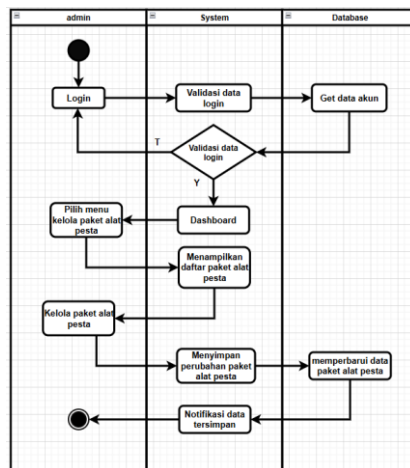 admin
System
Database
Login
Validasi data
login
Get data akun
Validasi data
login
T
Y
Dashboard
Pilih menu
kelola paket alat
pesta
Menampilkan
daftar paket alat
pesta
Kelola paket alat
pesta
Menyimpan
perubahan paket
alat pesta
memperbarui data
paket alat pesta
Notifikasi data
tersimpan